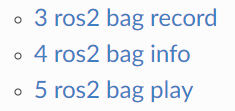 3 ros2 bag record
4 ros2 bag info
5 ros2 bag play